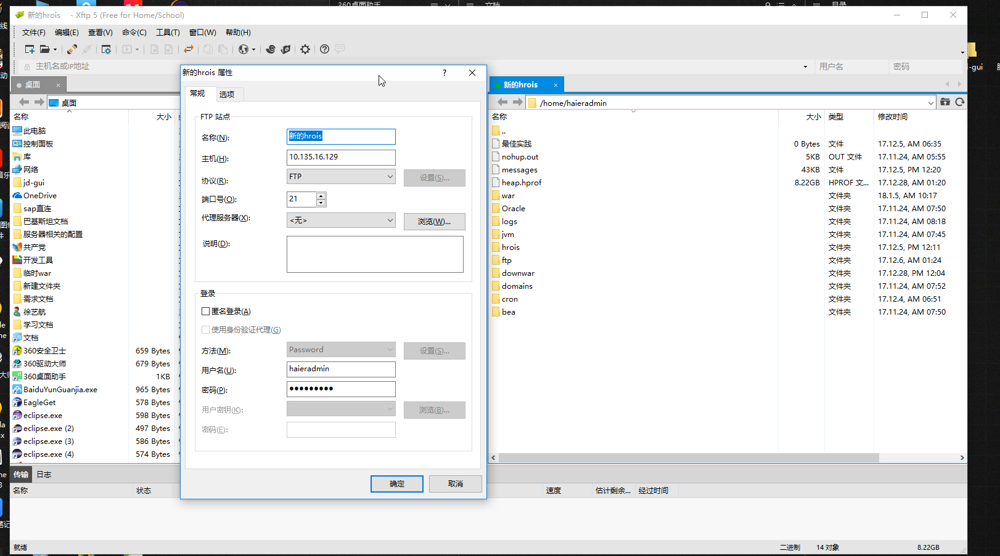 360桌面助手
文档
目录
新的hrois - Xftp 5 (Free for Home/School)
文件(F) 编辑(E) 查看(V) 命令(C) 工具(T) 窗口(W) 帮助(H)
主机名或IP地址 用户名 密码
-gui
桌面
新的hrois
桌面
/home/haieradmin
名称 大小
此电脑
控制面板
库
网络
jd-gui
OneDrive
sap直连
巴基斯坦文档
服务器相关的配置
共产党
开发工具
临时war
新建文件夹
需求文档
徐艺航
学习文档
文档
360安全卫士 659 Bytes
360驱动大师 679 Bytes
360桌面助手 1KB
BaiduYunGuanjia.exe 965 Bytes
EagleGet 578 Bytes
eclipse.exe 598 Bytes
eclipse.exe (2) 497 Bytes
eclipse.exe (3) 586 Bytes
eclipse.exe (4) 574 Bytes
新的hrois 属性 ?
常规 选项
FTP 站点
名称(N): 新的hrois
主机(H): 10.135.16.129
协议(R): FTP 设置(S)...
端口号(O): 21
代理服务器(X): <无> 浏览(W)...
说明(D):
登录
匿名登录(A)
使用身份验证代理(G)
方法(M): Password 设置(S)...
用户名(U): haieradmin
密码(P): ●●●●●●●●●
用户密钥(K): 浏览(B)...
密码(E):
确定 取消
名称 大小 类型 修改时间
..
最佳实践 0 Bytes 文件 17.12.5, AM 06:35
nohup.out 5KB OUT 文件 17.11.24, AM 05:55
messages 43KB 文件 17.12.5, PM 12:20
heap.hprof 8.22GB HPROF 文... 17.12.28, AM 01:20
war 文件夹 18.1.5, AM 10:17
Oracle 文件夹 17.11.24, AM 07:50
logs 文件夹 17.11.24, AM 08:18
jvm 文件夹 17.11.24, AM 07:45
hrois 文件夹 17.12.5, PM 12:11
ftp 文件夹 17.12.6, AM 01:24
downwar 文件夹 17.12.28, PM 12:04
domains 文件夹 17.11.24, AM 07:52
cron 文件夹 17.12.4, AM 06:51
bea 文件夹 17.11.24, AM 07:50
传输 日志
名称 状态 速度 估计剩余... 经过时间
就绪 二进制 14 对象 8.22GB